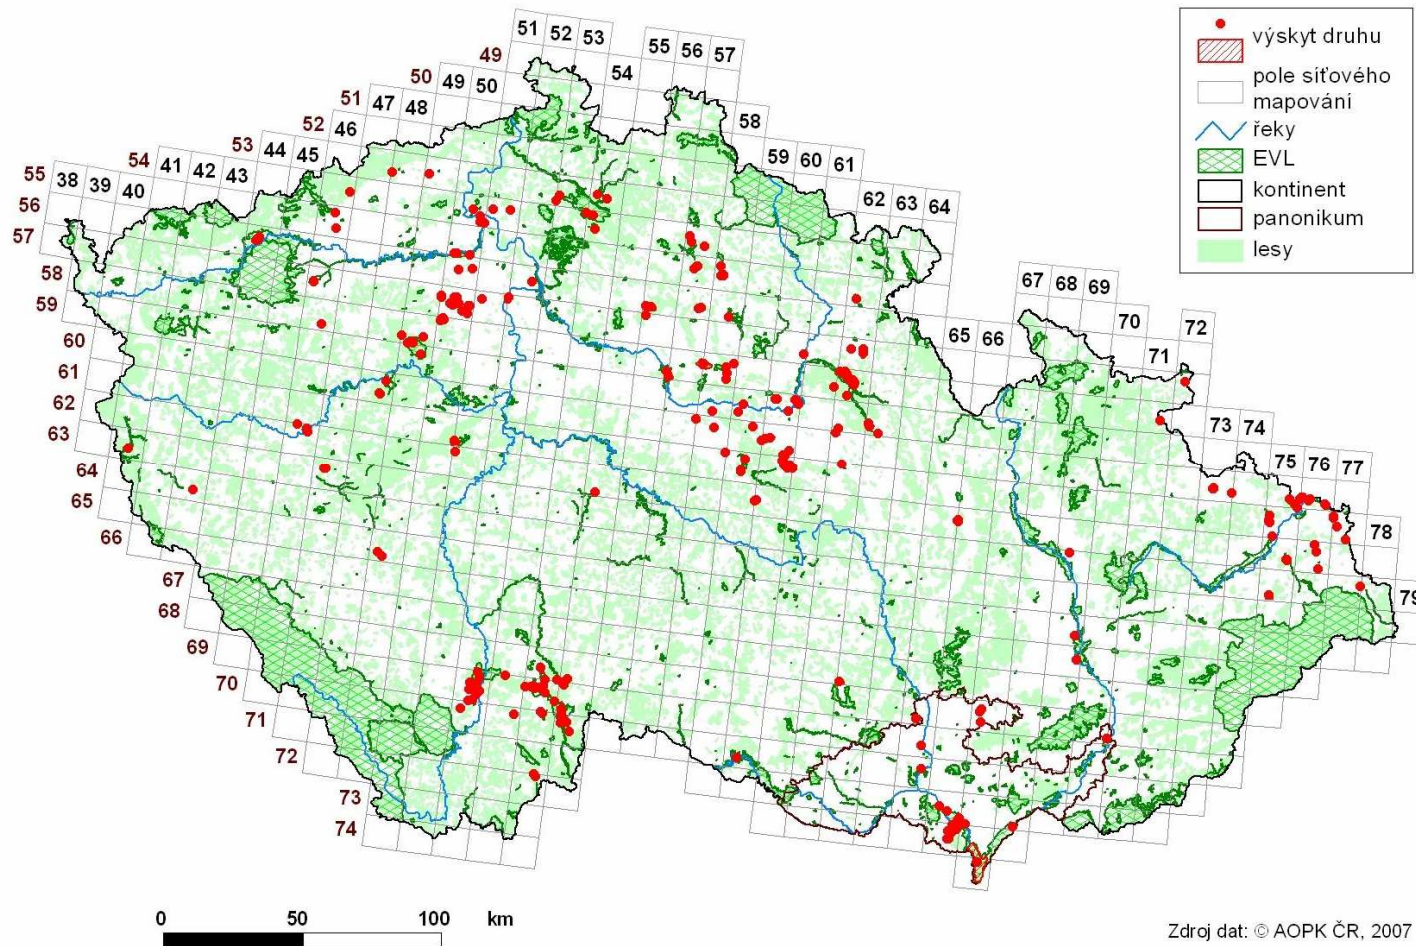 51 52 53
55 56 57
49
54
50 49 50
51 47 48
58
52 46
53 44 45
59 60 61
54 41 42 43
55 38 39 40
62 63 64
56
57
58
59
60
61
62
63
64
65
66
67
68
69
70
71
72
73
74
67 68 69
70
71
72
65 66
73 74
75 76 77
78
79
výskyt druhu
pole síťového
mapování
řeky
EVL
kontinent
panonikum
lesy
0 50 100 km
Zdroj dat: © AOPK ČR, 2007